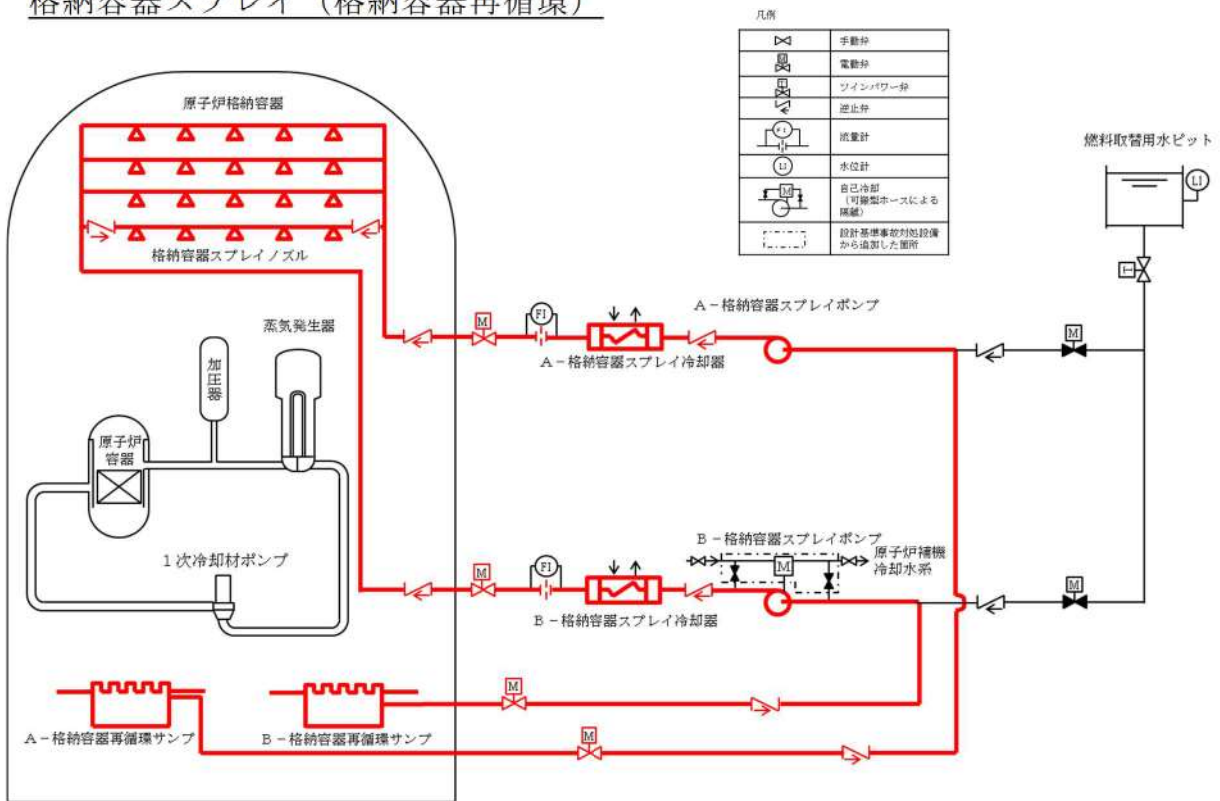 格納容器スプレイ（格納容器再循環）
凡例
手動弁
M
電動弁
T
ツインパワー弁
逆止弁
FI
流量計
LI
水位計
M
自己冷却
（可搬型ホースによる
隔離）
設計基準事故対処設備
から追加した箇所
原子炉格納容器
格納容器スプレイノズル
燃料取替用水ピット
LI
T
A－格納容器スプレイポンプ
M
FI
M
A－格納容器スプレイ冷却器
蒸気発生器
加圧器
原子炉
容器
1次冷却材ポンプ
B－格納容器スプレイポンプ
原子炉補機
冷却水系
M
M
FI
M
B－格納容器スプレイ冷却器
M
A－格納容器再循環サンプ
B－格納容器再循環サンプ
M